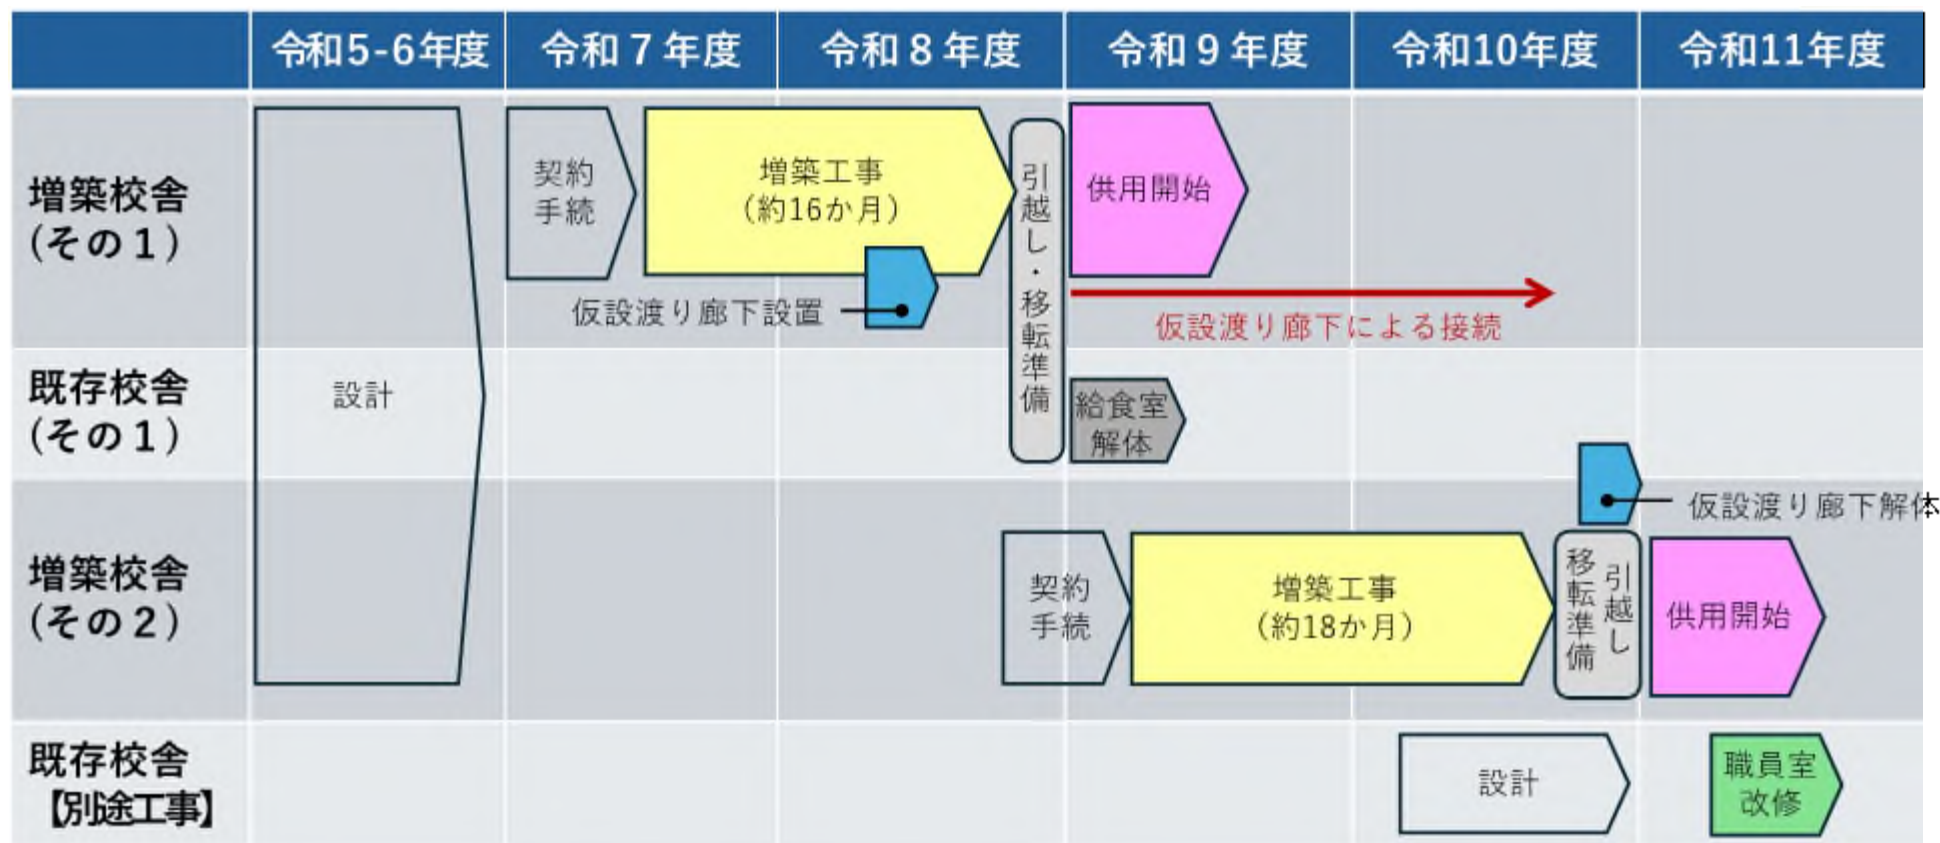 令和5-6年度
令和７年度
令和８年度
令和９年度
令和10年度
令和11年度
増築校舎
(その１)
契約
手続
増築工事
(約16か月)
引越し・移転準備
供用開始
仮設渡り廊下設置
仮設渡り廊下による接続
既存校舎
(その１)
設計
給食室
解体
仮設渡り廊下解体
増築校舎
(その２)
契約
手続
増築工事
(約18か月)
引越し
移転準備
供用開始
既存校舎
【別途工事】
設計
職員室
改修